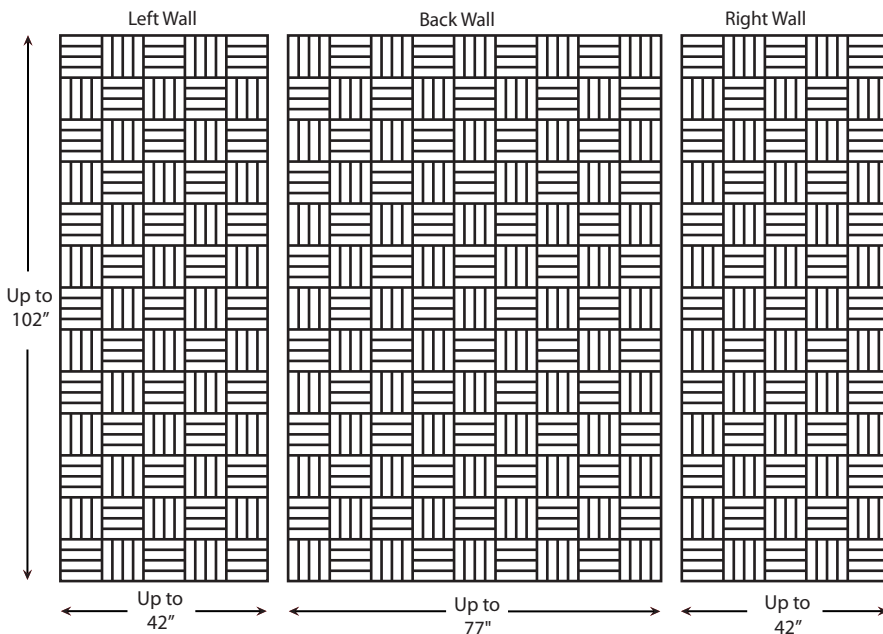 Left Wall
Back Wall
Right Wall
Up to
102”
Up to
42”
Up to
77"
Up to
42”